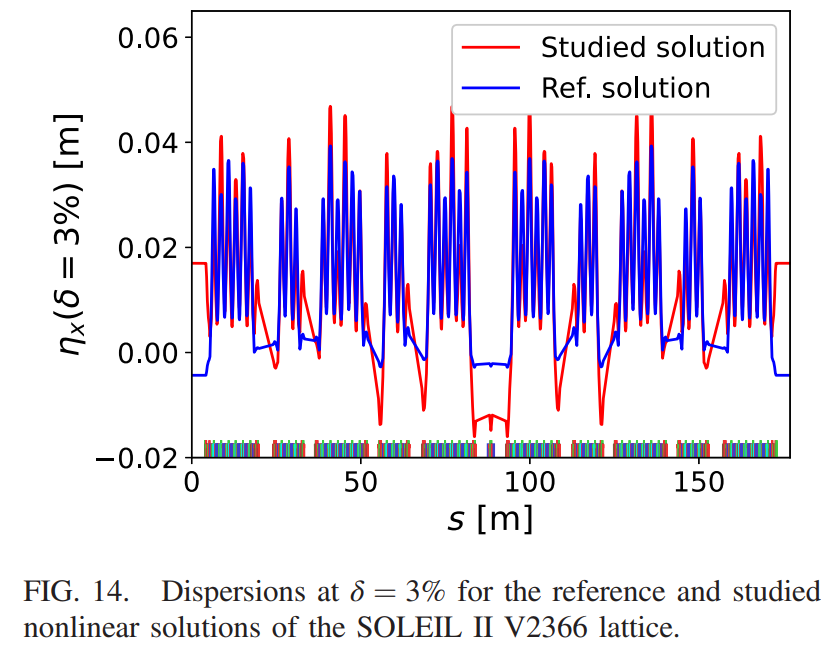 0.06
0.04
0.02
0.00
−0.02
ηx(δ = 3%) [m]
Studied solution
Ref. solution
0 50 100 150
s [m]
FIG. 14. Dispersions at δ = 3% for the reference and studied
nonlinear solutions of the SOLEIL II V2366 lattice.